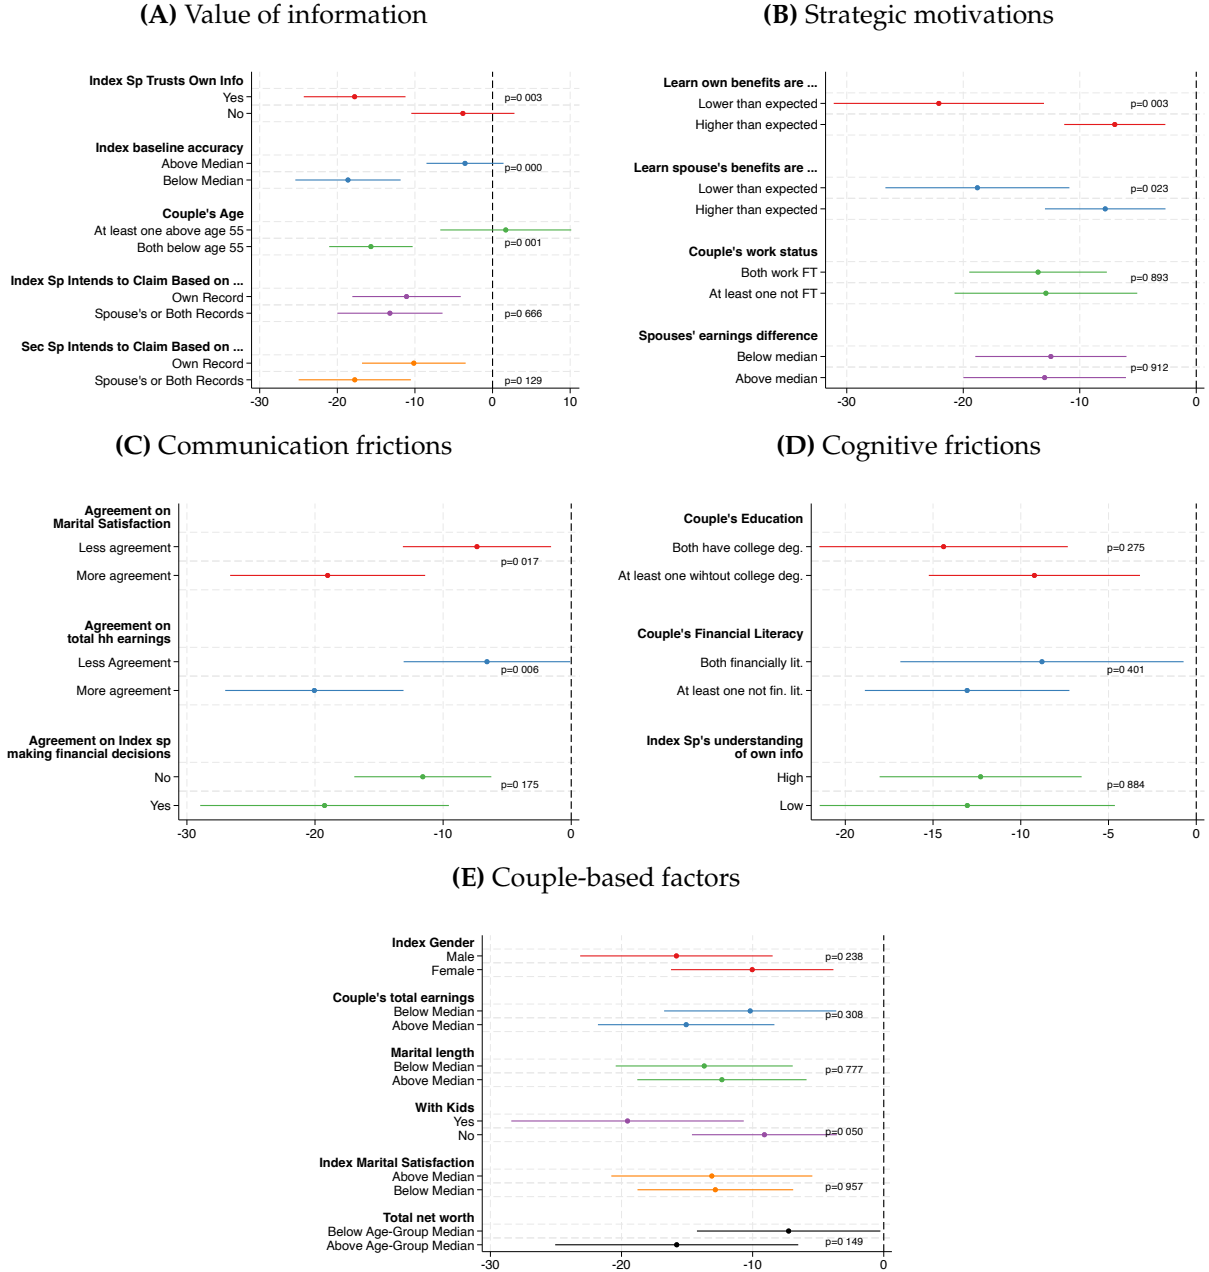 (A) Value of information
Index Sp Trusts Own Info
Yes
p=0 003
No
Index baseline accuracy
Above Median
p=0 000
Below Median
Couple's Age
At least one above age 55
p=0 001
Both below age 55
Index Sp Intends to Claim Based on ...
Own Record
Spouse's or Both Records
p=0 666
Sec Sp Intends to Claim Based on ...
Own Record
Spouse's or Both Records
p=0 129
-30 -20 -10 0 10
(B) Strategic motivations
Learn own benefits are ...
Lower than expected
p=0 003
Higher than expected
Learn spouse's benefits are ...
Lower than expected
p=0 023
Higher than expected
Couple's work status
Both work FT
p=0 893
At least one not FT
Spouses' earnings difference
Below median
p=0 912
Above median
-30 -20 -10 0
(C) Communication frictions
Agreement on
Marital Satisfaction
Less agreement
p=0 017
More agreement
Agreement on
total hh earnings
Less Agreement
p=0 006
More agreement
Agreement on Index sp
making financial decisions
No
p=0 175
Yes
-30 -20 -10 0
(D) Cognitive frictions
Couple's Education
Both have college deg.
p=0 275
At least one wihtout college deg.
Couple's Financial Literacy
Both financially lit.
p=0 401
At least one not fin. lit.
Index Sp's understanding
of own info
High
p=0 884
Low
-20 -15 -10 -5 0
(E) Couple-based factors
Index Gender
Male
p=0 238
Female
Couple's total earnings
Below Median
p=0 308
Above Median
Marital length
Below Median
p=0 777
Above Median
With Kids
Yes
p=0 050
No
Index Marital Satisfaction
Above Median
p=0 957
Below Median
Total net worth
Below Age-Group Median
p=0 149
Above Age-Group Median
-30 -20 -10 0